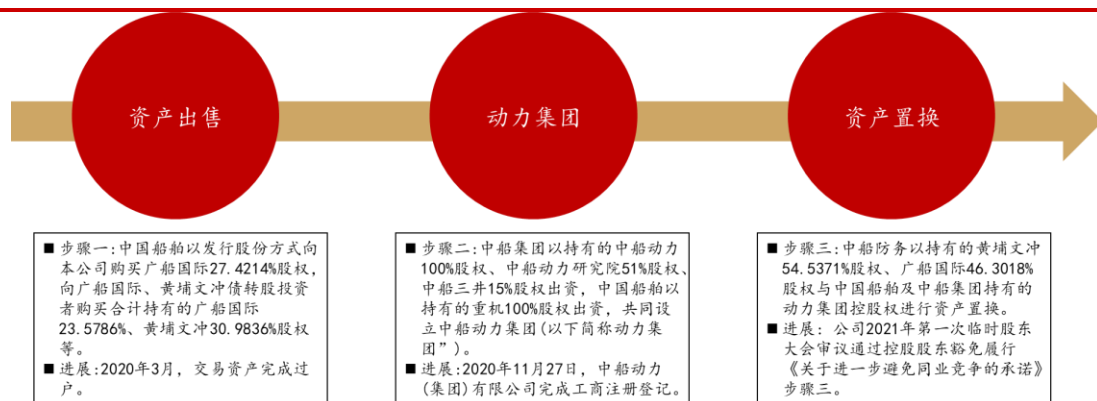 资产出售
动力集团
资产置换
■ 步骤一:中国船舶以发行股份方式向
本公司购买广船国际27.4214%股权,
向广船国际、黄埔文冲债转股投资
者购买合计持有的广船国际
23.5786%、黄埔文冲30.9836%股权
等。
■ 进展:2020年3月, 交易资产完成过
户。
■ 步骤二:中船集团以持有的中船动力
100%股权、中船动力研究院51%股权、
中船三井15%股权出资, 中国船舶以
持有的重机100%股权出资, 共同设
立中船动力集团(以下简称动力集
团”)。
■ 进展:2020年11月27日, 中船动力
(集团)有限公司完成工商注册登记。
■ 步骤三:中船防务以持有的黄埔文冲
54.5371%股权、广船国际46.3018%
股权与中国船舶及中船集团持有的
动力集团控股权进行资产置换。
■ 进展: 公司2021年第一次临时股东
大会审议通过控股股东豁免履行
《关于进一步避免同业竞争的承诺》
步骤三。